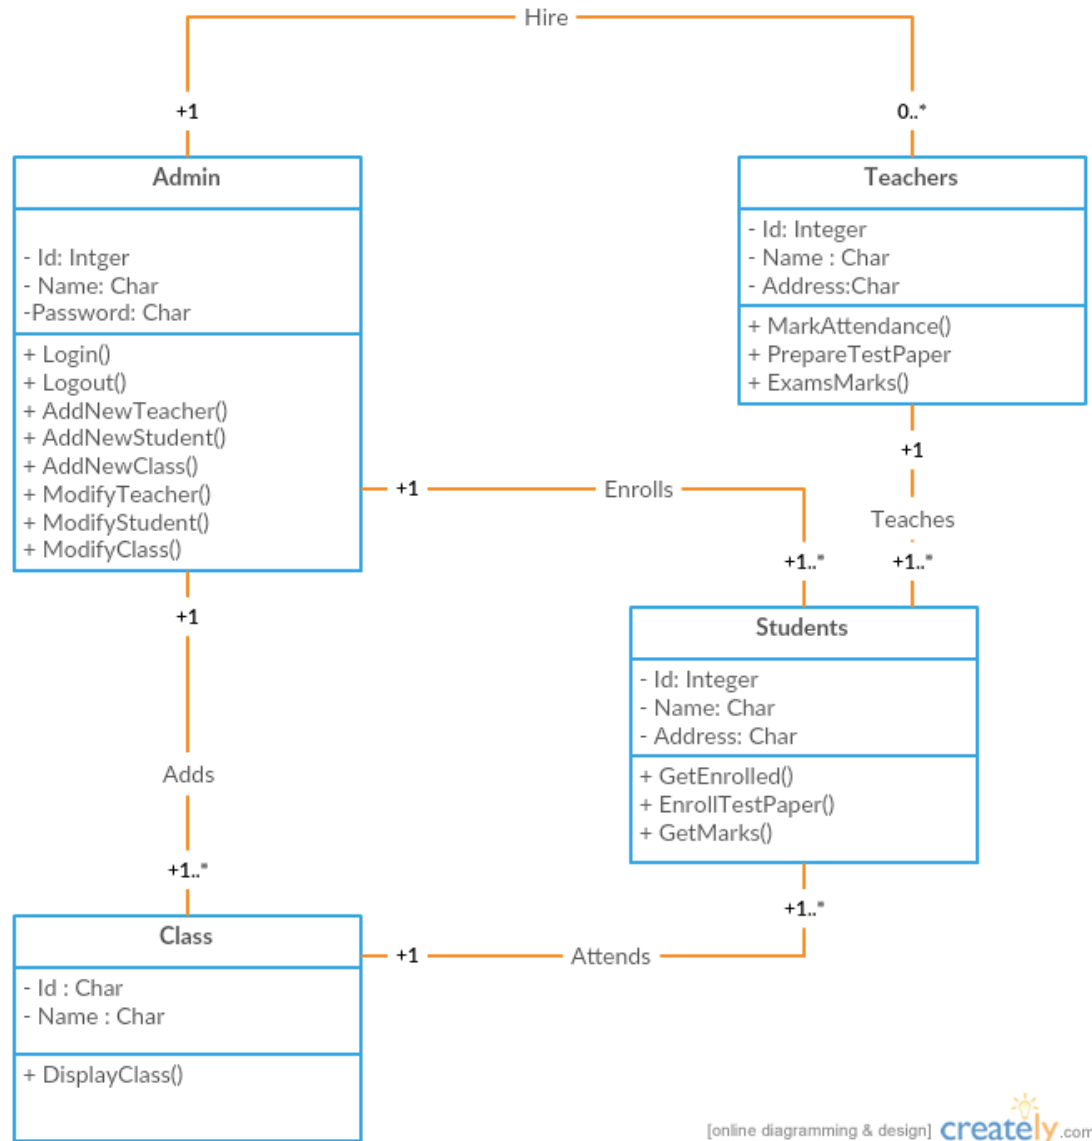 Hire
+1
0..*
Admin
- Id: Intger
- Name: Char
-Password: Char
+ Login()
+ Logout()
+ AddNewTeacher()
+ AddNewStudent()
+ AddNewClass()
+ ModifyTeacher()
+ ModifyStudent()
+ ModifyClass()
Teachers
- Id: Integer
- Name : Char
- Address:Char
+ MarkAttendance()
+ PrepareTestPaper
+ ExamsMarks()
+1
Enrolls
+1..*
+1
Teaches
+1..*
Students
- Id: Integer
- Name: Char
- Address: Char
+ GetEnrolled()
+ EnrollTestPaper()
+ GetMarks()
+1
Adds
+1..*
Class
- Id : Char
- Name : Char
+ DisplayClass()
+1
Attends
+1..*
[online diagramming & design] creately.com